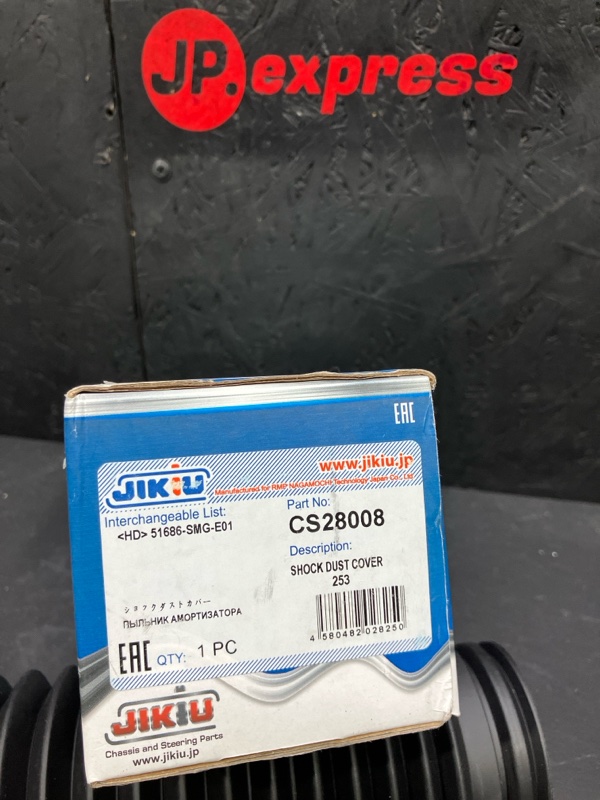 JP.express
EAC
www.jikiu.jp
JIKIU
Manufactured for RMP NAGAMOCHI Technology Japan Co., Ltd
Interchangeable List:
<HD> 51686-SMG-E01
Part No:
CS28008
Description:
SHOCK DUST COVER
253
ショックダストカバー
ПЫЛЬНИК АМОРТИЗАТОРА
4 580482 028250
EAC QTY: 1 PC
JIKIU
Chassis and Steering Parts
www.jikiu.jp